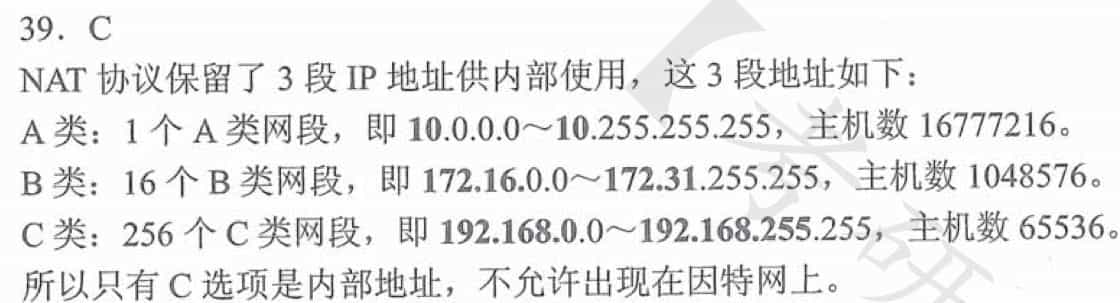 39. C
NAT 协议保留了 3 段 IP 地址供内部使用，这 3 段地址如下：
A 类：1 个 A 类网段，即 10.0.0.0～10.255.255.255，主机数 16777216。
B 类：16 个 B 类网段，即 172.16.0.0～172.31.255.255，主机数 1048576。
C 类：256 个 C 类网段，即 192.168.0.0～192.168.255.255，主机数 65536。
所以只有 C 选项是内部地址，不允许出现在因特网上。
【考研